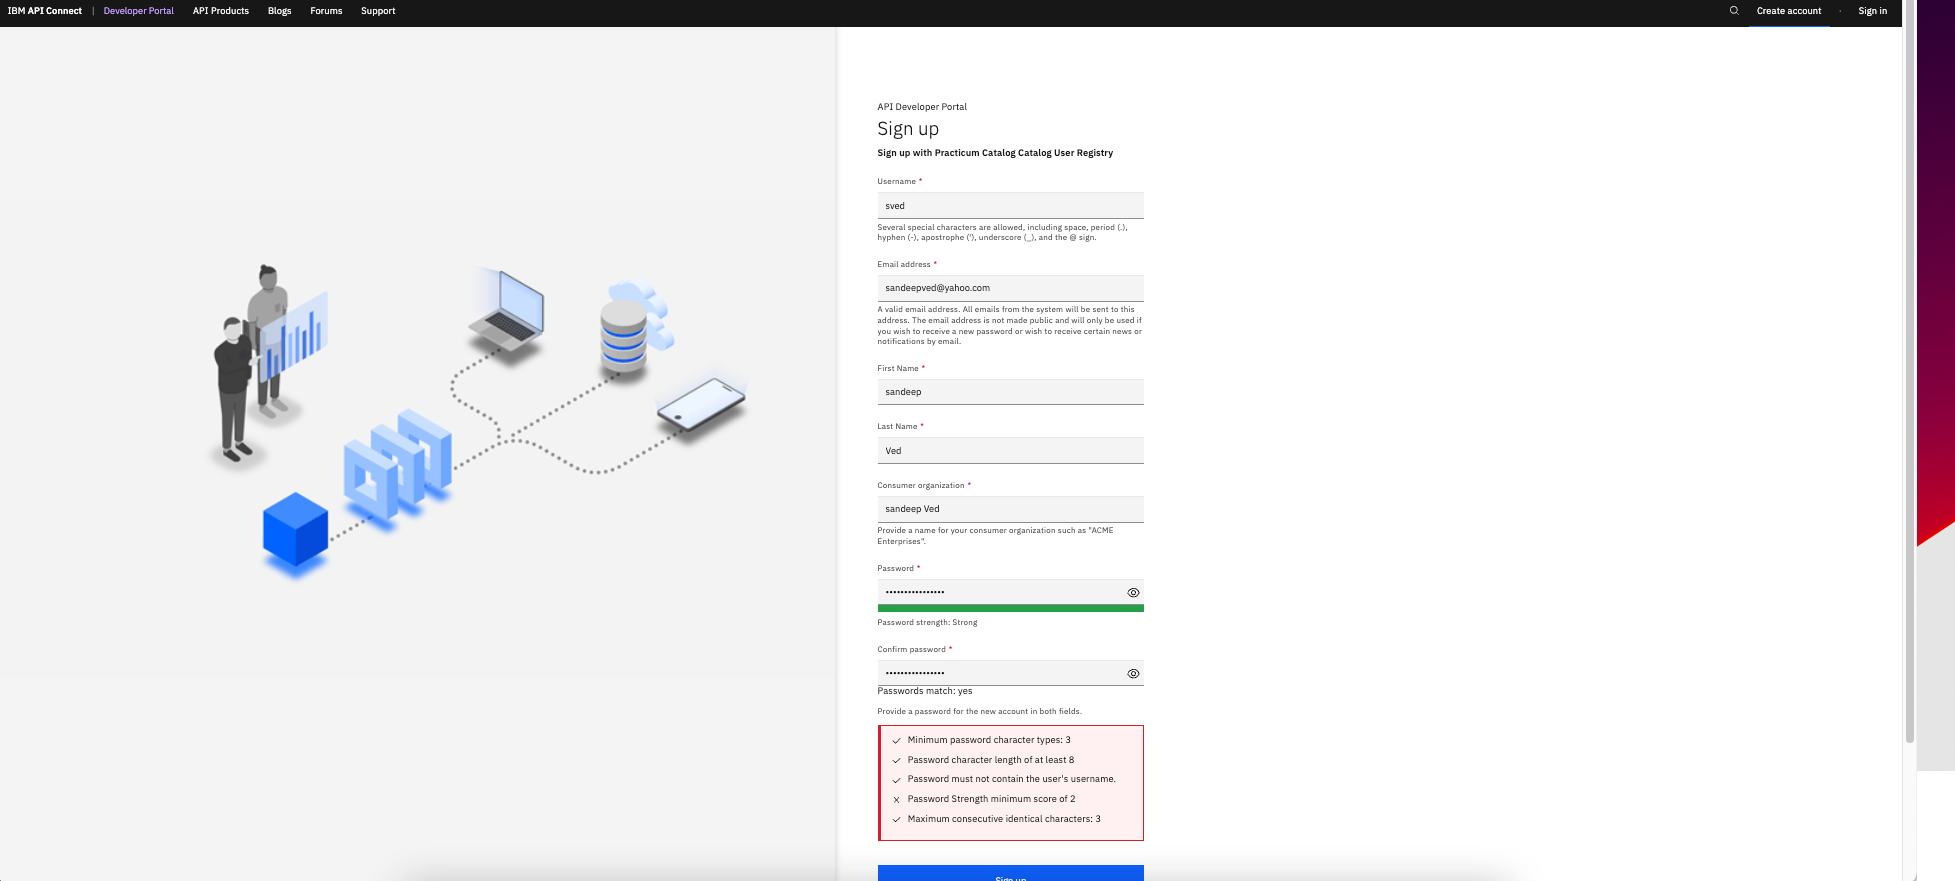 IBM API Connect | Developer Portal API Products Blogs Forums Support Create account · Sign in
API Developer Portal
Sign up
Sign up with Practicum Catalog Catalog User Registry
Username *
sved
Several special characters are allowed, including space, period (.),
hyphen (-), apostrophe ('), underscore (_), and the @ sign.
Email address *
sandeepved@yahoo.com
A valid email address. All emails from the system will be sent to this
address. The email address is not made public and will only be used if
you wish to receive a new password or wish to receive certain news or
notifications by email.
First Name *
sandeep
Last Name *
Ved
Consumer organization *
sandeep Ved
Provide a name for your consumer organization such as "ACME
Enterprises".
Password *
••••••••••••••••
Password strength: Strong
Confirm password *
••••••••••••••••
Passwords match: yes
Provide a password for the new account in both fields.
Minimum password character types: 3
Password character length of at least 8
Password must not contain the user's username.
Password Strength minimum score of 2
Maximum consecutive identical characters: 3
Sign up